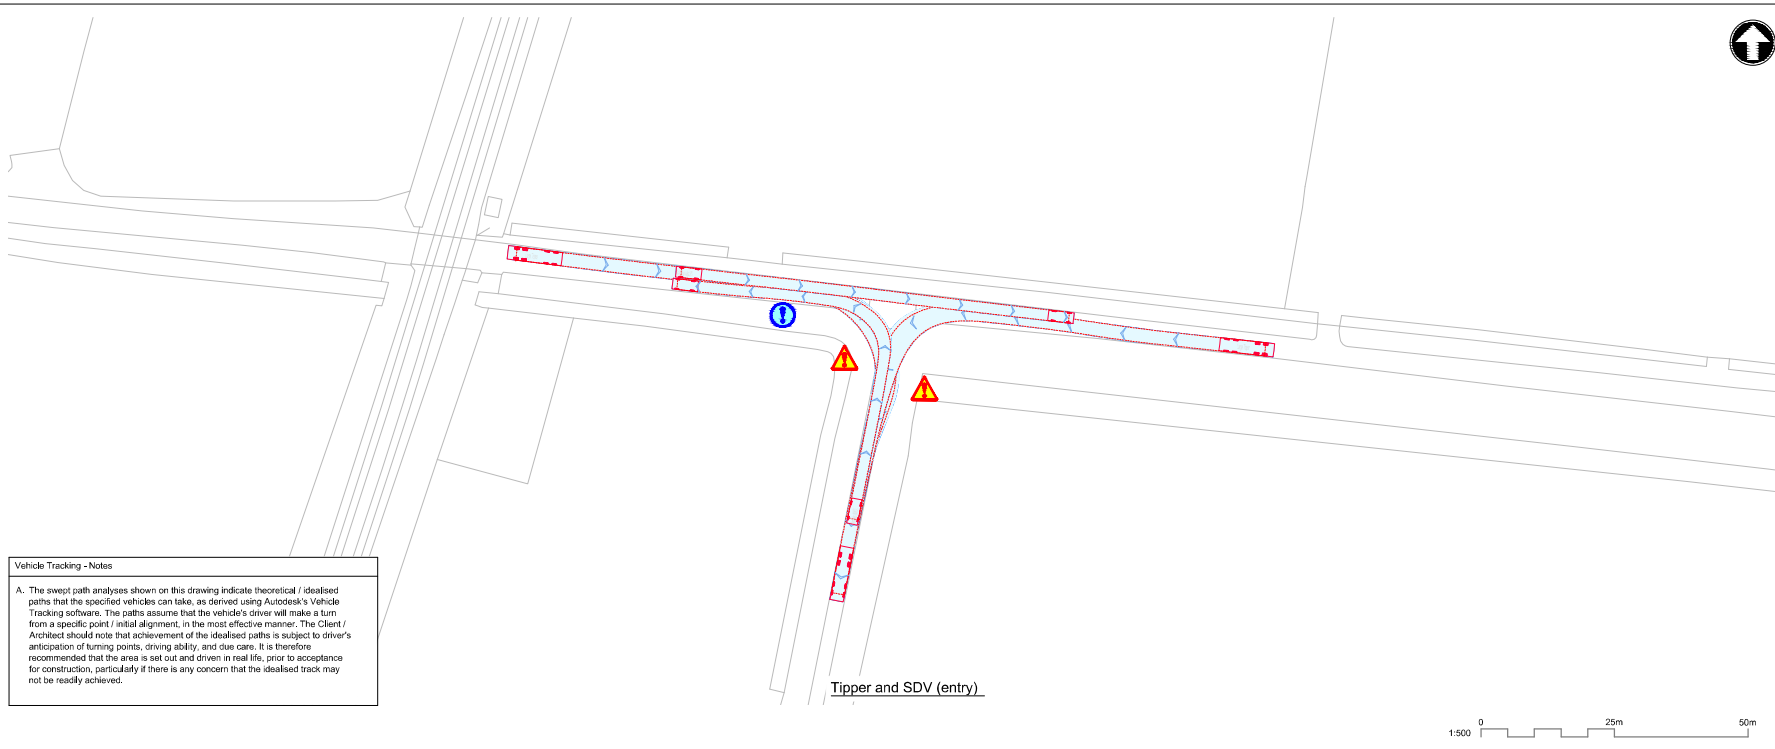 Vehicle Tracking - Notes
A. The swept path analyses shown on this drawing indicate theoretical / idealised
paths that the specified vehicles can take, as derived using Autodesk's Vehicle
Tracking software. The paths assume that the vehicle's driver will make a turn
from a specific point / initial alignment, in the most effective manner. The Client /
Architect should note that achievement of the idealised paths is subject to driver's
anticipation of turning points, driving ability, and due care. It is therefore
recommended that the area is set out and driven in real life, prior to acceptance
for construction, particularly if there is any concern that the idealised track may
not be readily achieved.
Tipper and SDV (entry)
0 25m 50m
1:500